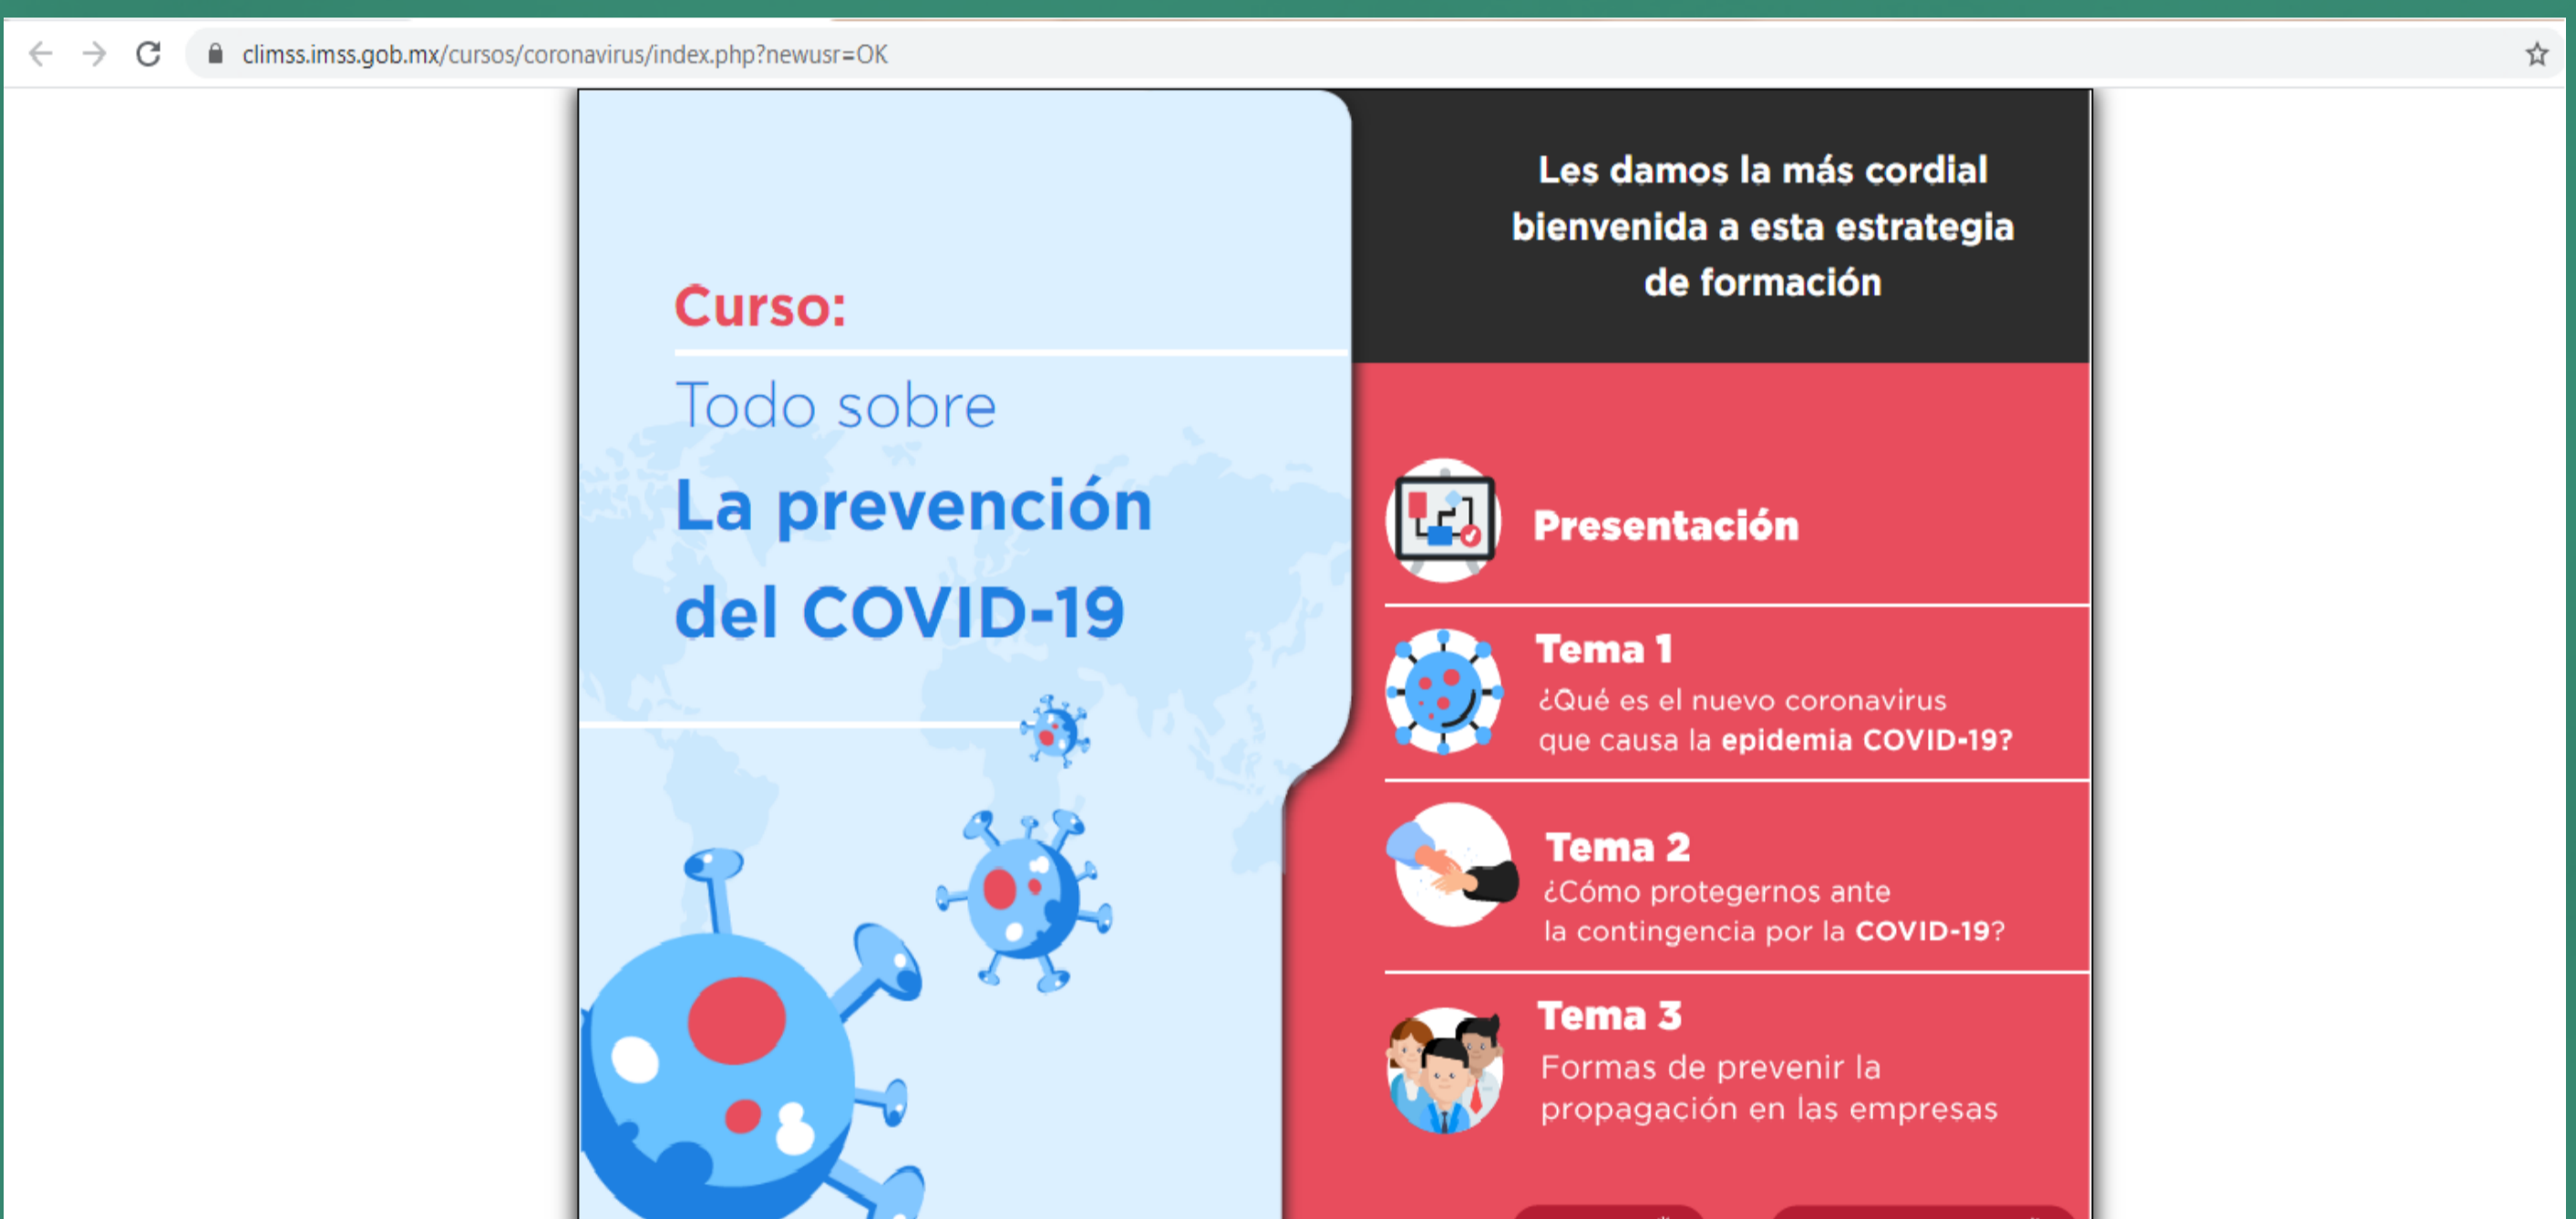 climss.imss.gob.mx/cursos/coronavirus/index.php?newusr=OK
Curso:
Todo sobre
La prevención
del COVID-19
Les damos la más cordial
bienvenida a esta estrategia
de formación
Presentación
Tema 1
¿Qué es el nuevo coronavirus
que causa la epidemia COVID-19?
Tema 2
¿Cómo protegernos ante
la contingencia por la COVID-19?
Tema 3
Formas de prevenir la
propagación en las empresas